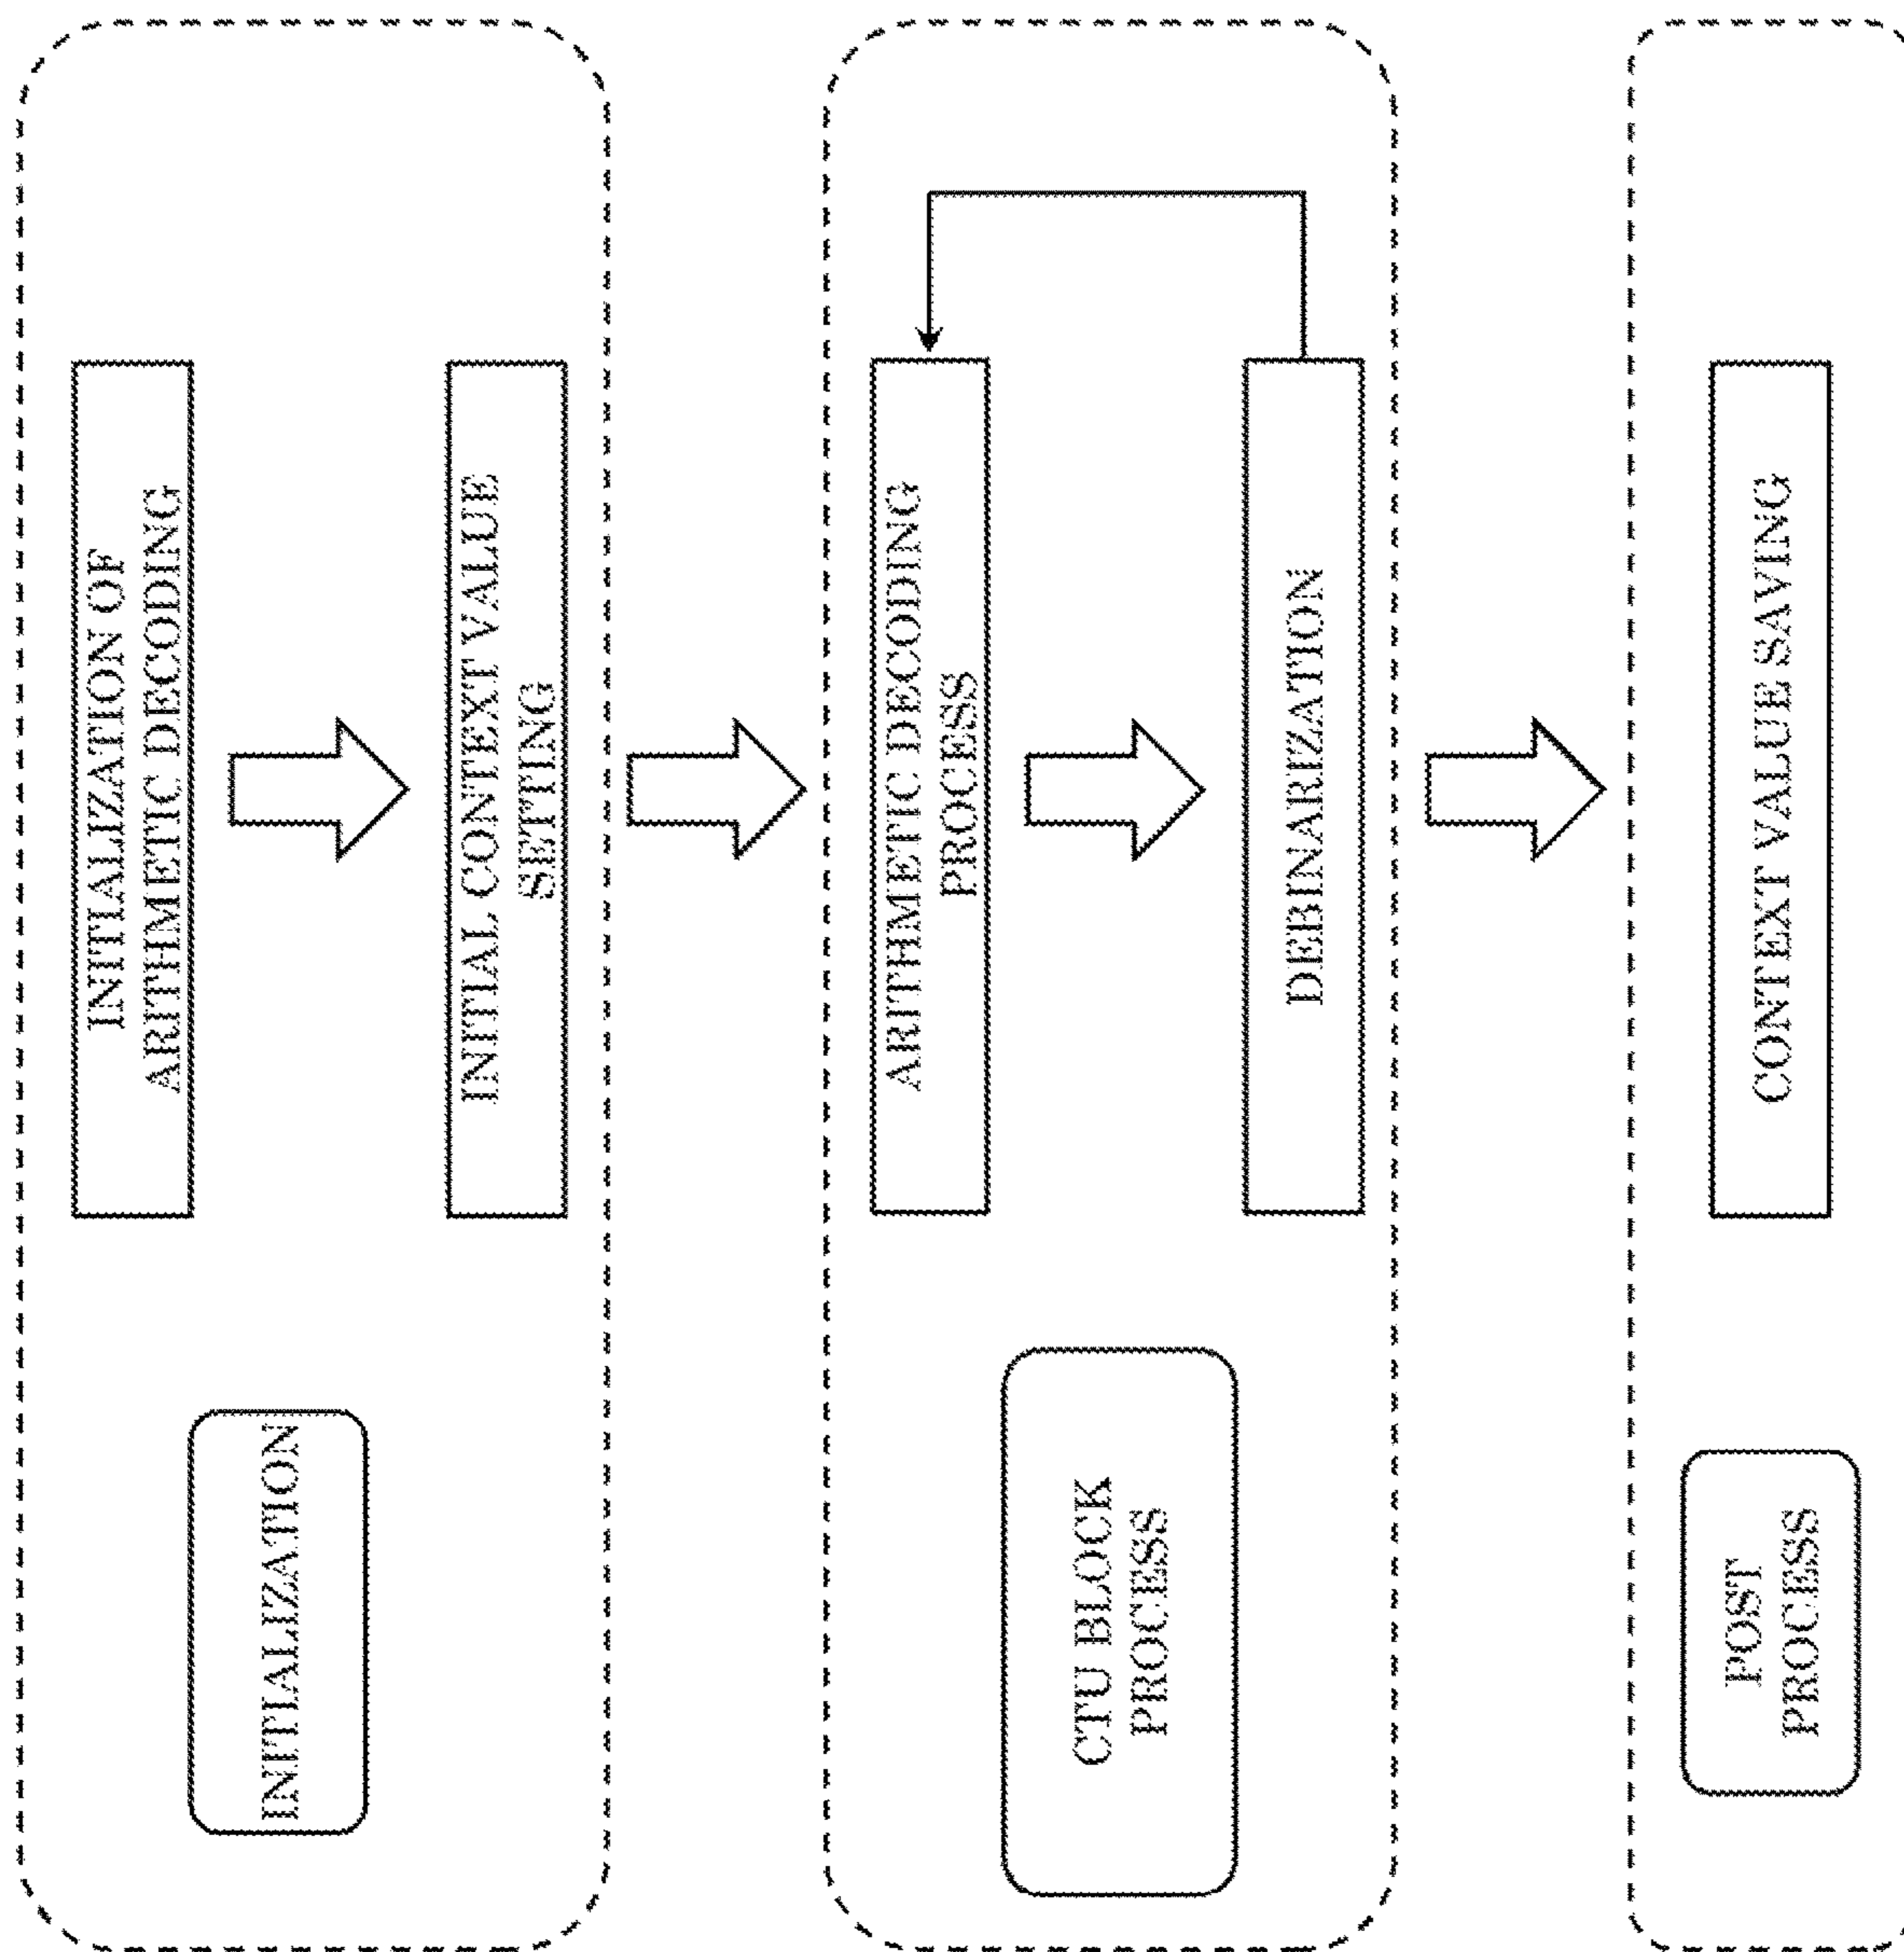 INITIALIZATION
INITIALIZATION OF
ARITHMETIC DECODING
INITIAL CONTEXT VALUE
SETTING
CTU BLOCK
PROCESS
ARITHMETIC DECODING
PROCESS
DEBINARIZATION
POST
PROCESS
CONTEXT VALUE SAVING